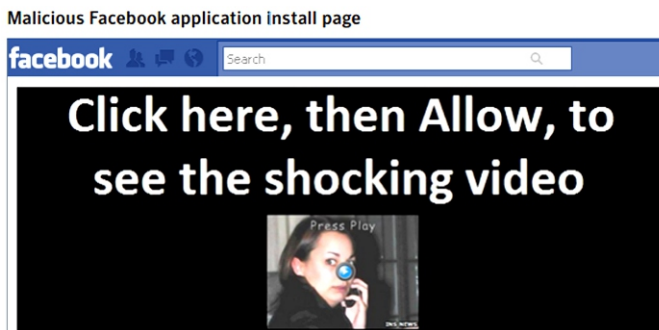 Malicious Facebook application install page
facebook
Search
Click here, then Allow, to
see the shocking video
Press Play